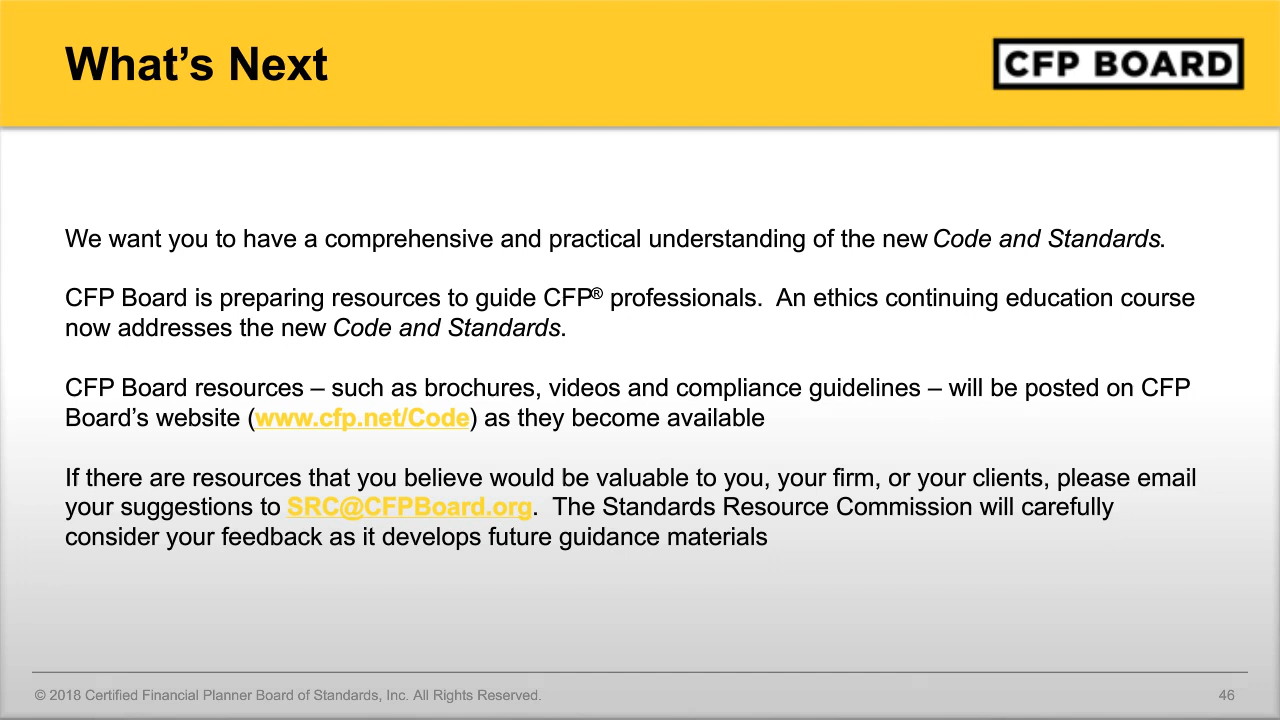 What’s Next
CFP BOARD
We want you to have a comprehensive and practical understanding of the new Code and Standards.
CFP Board is preparing resources to guide CFP® professionals.  An ethics continuing education course
now addresses the new Code and Standards.
CFP Board resources – such as brochures, videos and compliance guidelines – will be posted on CFP
Board’s website (www.cfp.net/Code) as they become available
If there are resources that you believe would be valuable to you, your firm, or your clients, please email
your suggestions to SRC@CFPBoard.org.  The Standards Resource Commission will carefully
consider your feedback as it develops future guidance materials
© 2018 Certified Financial Planner Board of Standards, Inc. All Rights Reserved.
46